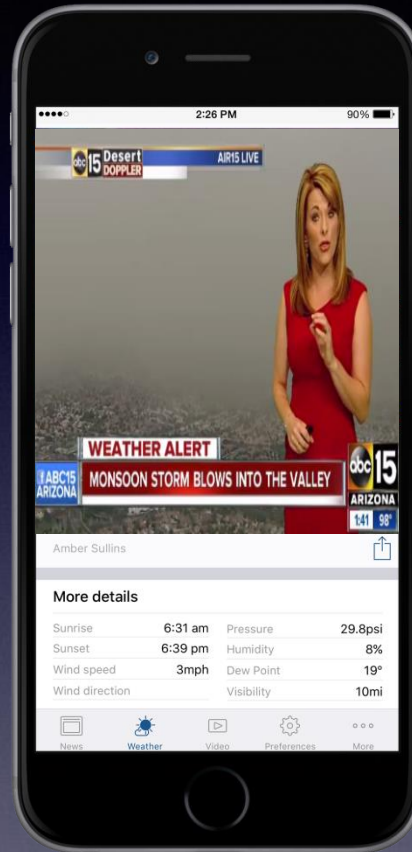 2:26 PM
90%
abc 15 Desert DOPPLER
AIR15 LIVE
WEATHER ALERT
f ABC15 ARIZONA
MONSOON STORM BLOWS INTO THE VALLEY
abc 15
ARIZONA
1:41 98°
Amber Sullins
More details
Sunrise 6:31 am Pressure 29.8psi
Sunset 6:39 pm Humidity 8%
Wind speed 3mph Dew Point 19°
Wind direction Visibility 10mi
News Weather Video Preferences More